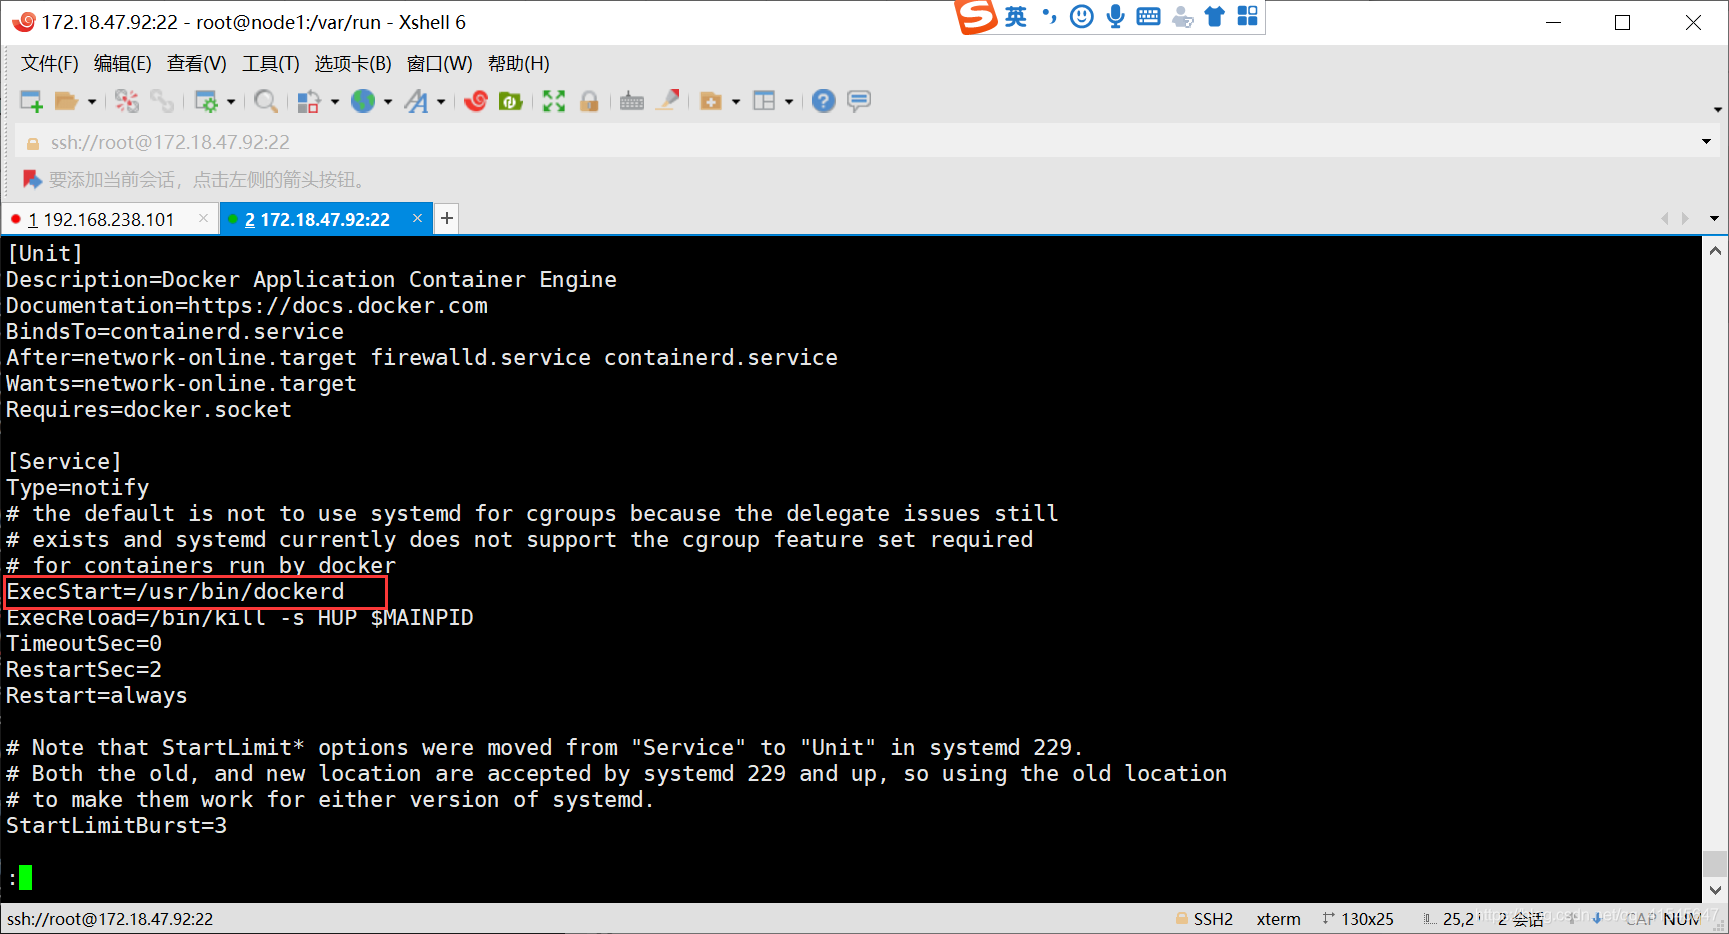 172.18.47.92:22 - root@node1:/var/run - Xshell 6
英
文件(F) 编辑(E) 查看(V) 工具(T) 选项卡(B) 窗口(W) 帮助(H)
ssh://root@172.18.47.92:22
要添加当前会话，点击左侧的箭头按钮。
1 192.168.238.101 × 2 172.18.47.92:22 × +
[Unit]
Description=Docker Application Container Engine
Documentation=https://docs.docker.com
BindsTo=containerd.service
After=network-online.target firewalld.service containerd.service
Wants=network-online.target
Requires=docker.socket
[Service]
Type=notify
# the default is not to use systemd for cgroups because the delegate issues still
# exists and systemd currently does not support the cgroup feature set required
# for containers run by docker
ExecStart=/usr/bin/dockerd
ExecReload=/bin/kill -s HUP $MAINPID
TimeoutSec=0
RestartSec=2
Restart=always
# Note that StartLimit* options were moved from "Service" to "Unit" in systemd 229.
# Both the old, and new location are accepted by systemd 229 and up, so using the old location
# to make them work for either version of systemd.
StartLimitBurst=3
:
ssh://root@172.18.47.92:22 SSH2 xterm 130x25 25,2 2 会话 CAP NUM